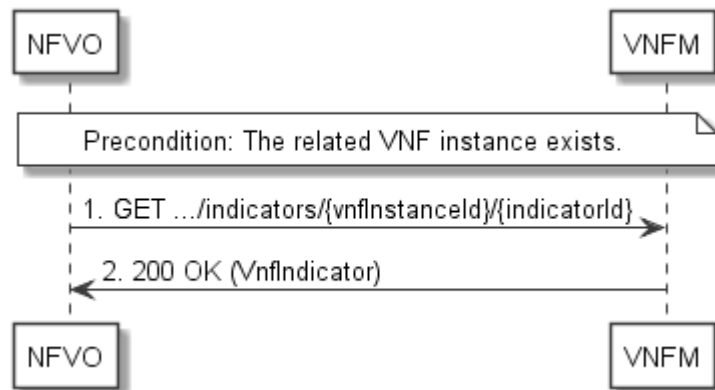 NFVO VNFM
Precondition: The related VNF instance exists.
1. GET .../indicators/{vnfInstanceId}/{indicatorId}
2. 200 OK (VnfIndicator)
NFVO VNFM